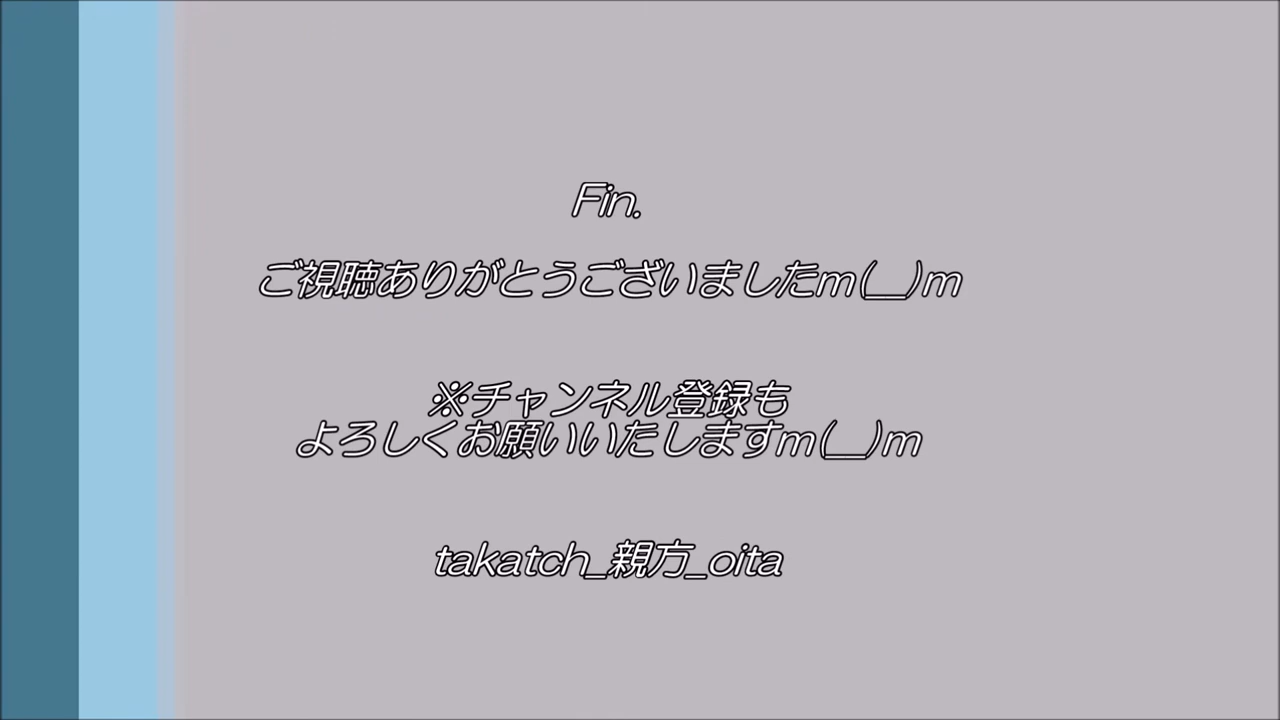 Fin.
ご視聴ありがとうございましたm(__)m
※チャンネル登録も
よろしくお願いいたしますm(__)m
takatch_親方_oita